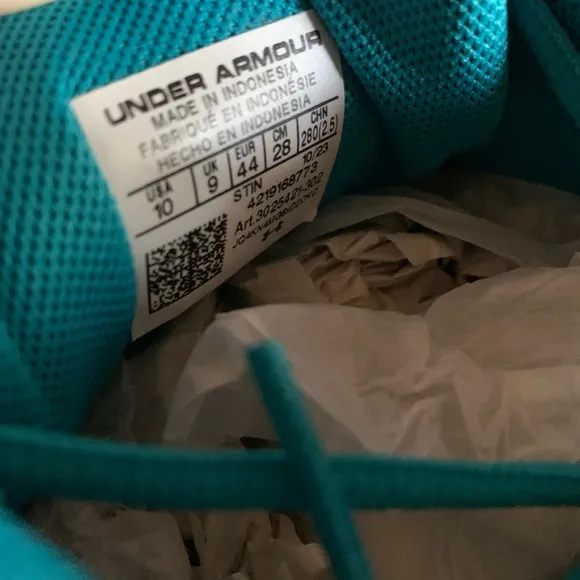 UNDER ARMOUR
MADE IN INDONESIA
FABRIQUÉ EN INDONÉSIE
HECHO EN INDONESIA
USA UK EUR CM CHN
10 9 44 28 280(2.5)
STIN 10/23
4219168773
Art.3025421-302